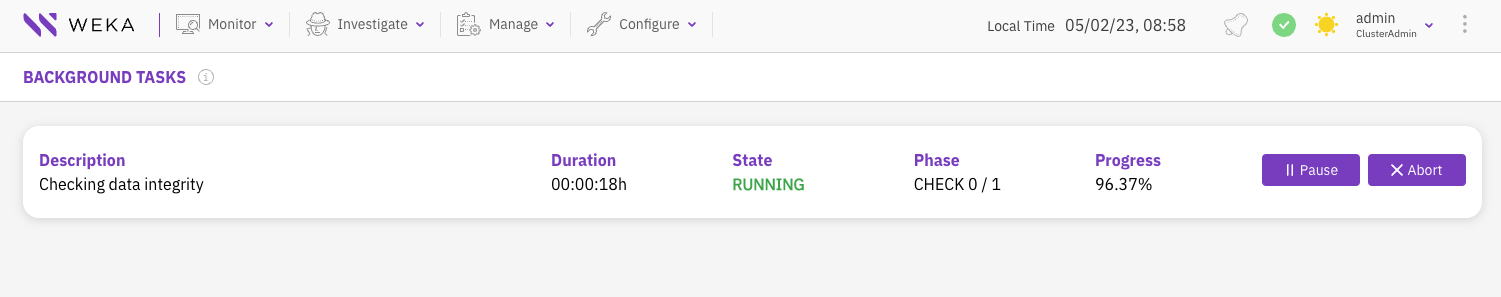 WEKA Monitor Investigate Manage Configure Local Time 05/02/23, 08:58 admin
ClusterAdmin
BACKGROUND TASKS
Description Duration State Phase Progress
Checking data integrity 00:00:18h RUNNING CHECK 0 / 1 96.37% Pause Abort